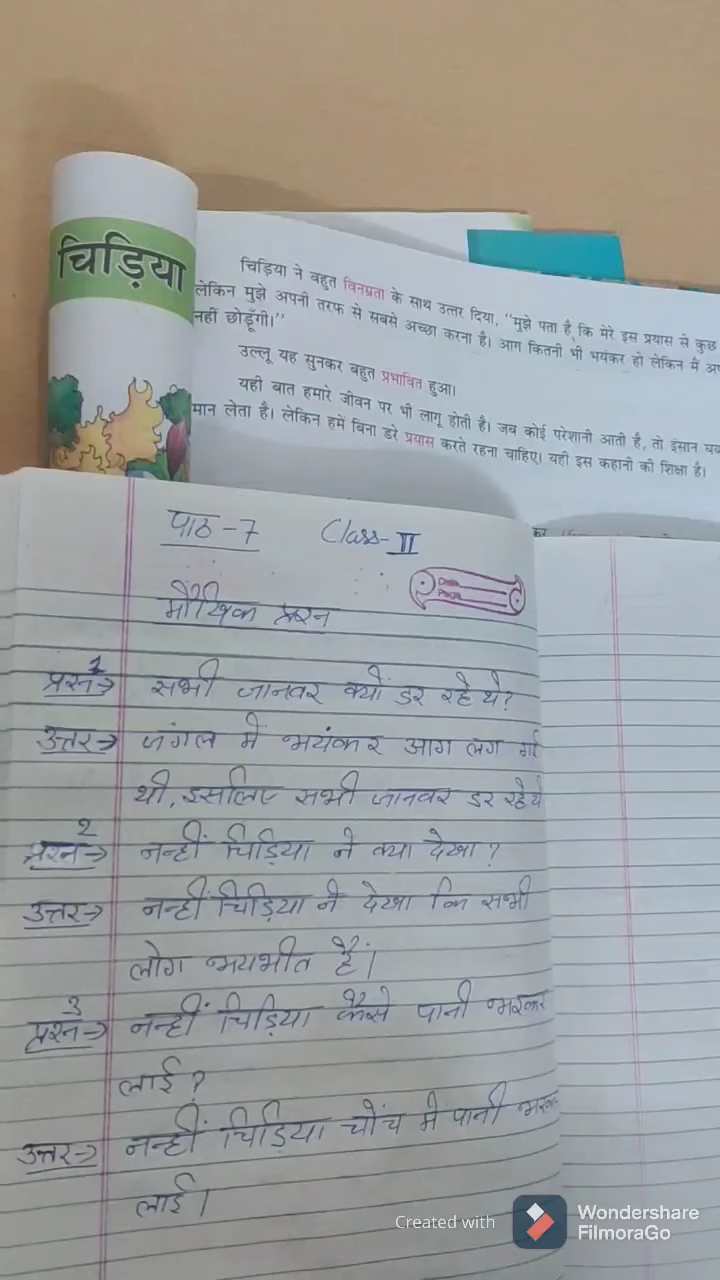 चिड़िया
चिड़िया ने बहुत विनम्रता के साथ उत्तर दिया, "मुझे पता है कि मेरे इस प्रयास से कुछ
लेकिन मुझे अपनी तरफ से सबसे अच्छा करना है। आग कितनी भी भयंकर हो लेकिन मैं
नहीं छोड़ूँगी।"
उल्लू यह सुनकर बहुत प्रभावित हुआ।
यही बात हमारे जीवन पर भी लागू होती है। जब कोई परेशानी आती है, तो इंसान
मान लेता है। लेकिन हमें बिना डरे प्रयास करते रहना चाहिए। यही इस कहानी की शिक्षा है।
पाठ - 7 Class - II
Date
Page
मौखिक प्रश्न
प्रश्न 1→ सभी जानवर क्यों डर रहे थे?
उत्तर→ जंगल में भयंकर आग लग गई
थी, इसलिए सभी जानवर डर रहे थे
प्रश्न 2→ नन्हीं चिड़िया ने क्या देखा?
उत्तर→ नन्हीं चिड़िया ने देखा कि सभी
लोग भयभीत हैं।
प्रश्न 3→ नन्हीं चिड़िया कैसे पानी भरकर
लाई?
उत्तर→ नन्हीं चिड़िया चोंच में पानी
लाई।
Created with Wondershare
FilmoraGo